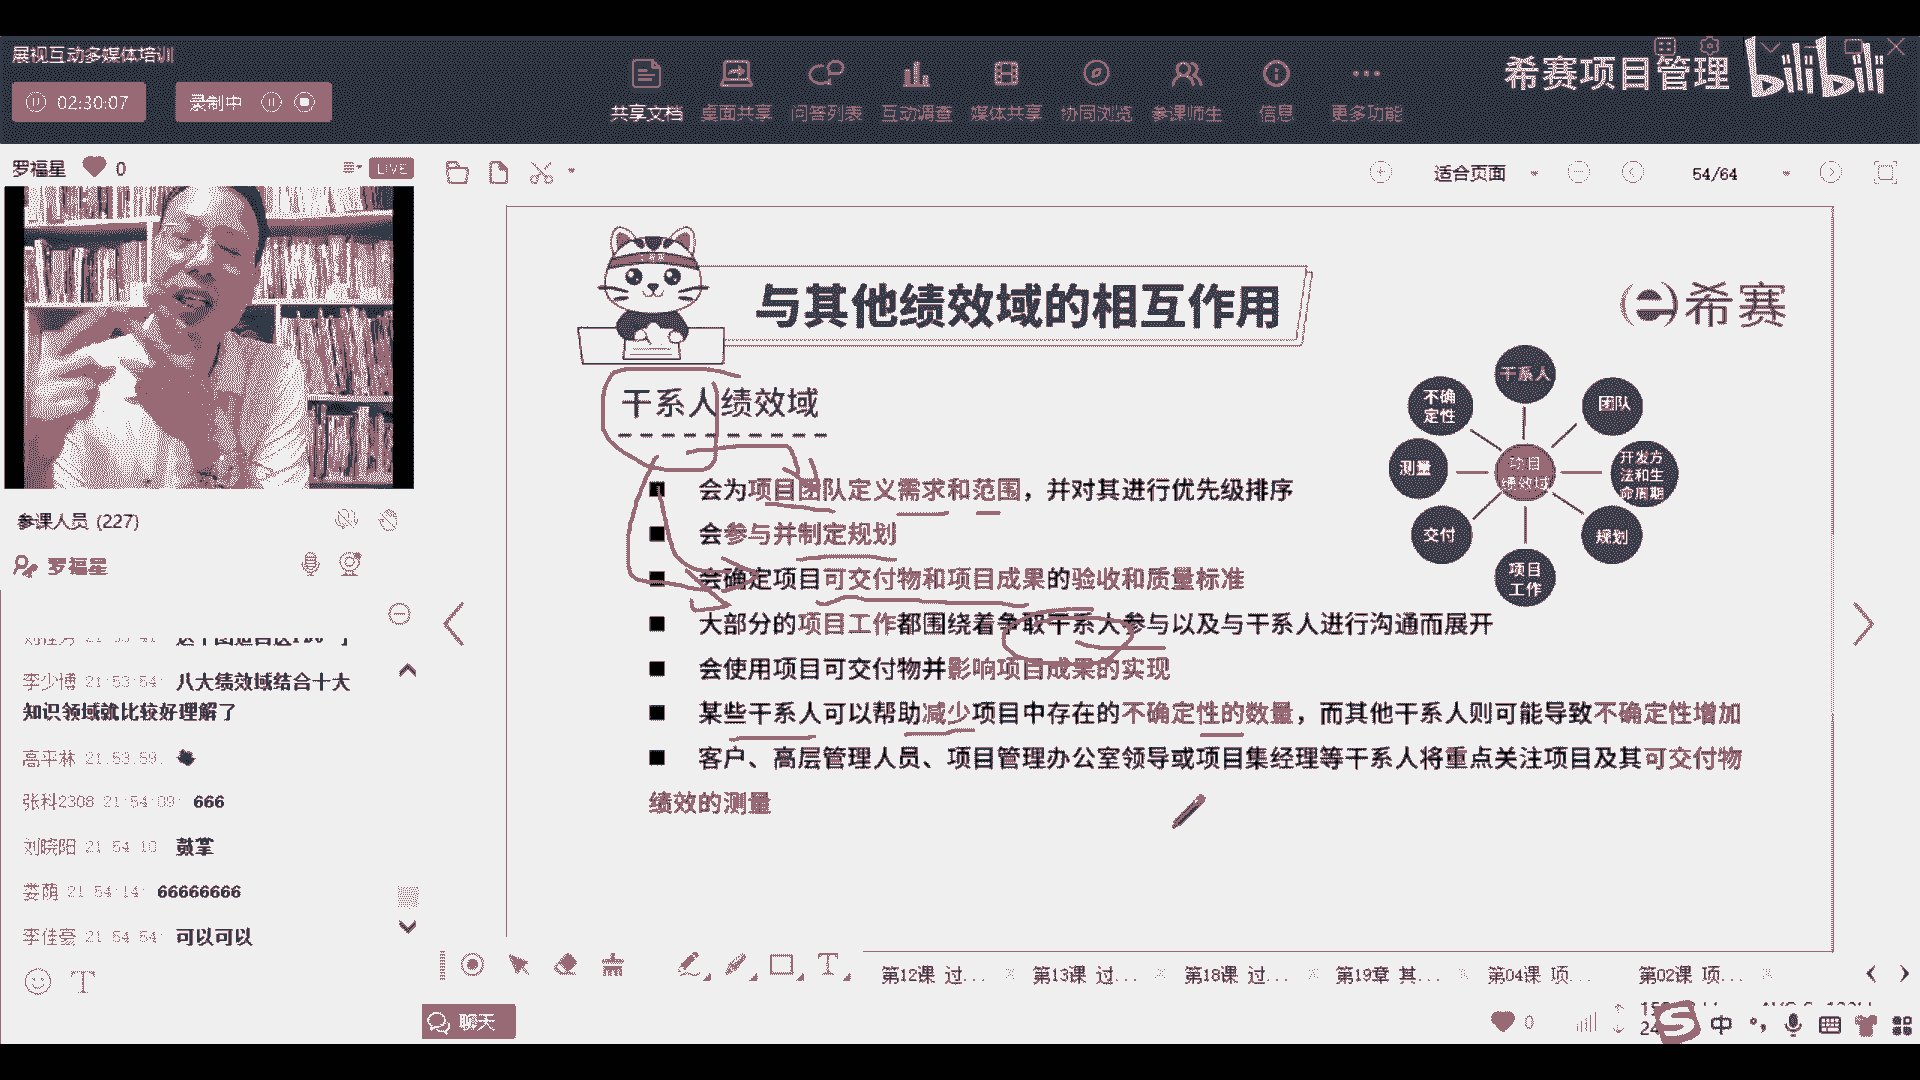 展视互动多媒体培训
02:30:07
录制中
共享文档 桌面共享 问答列表 互动调查 媒体共享 协同浏览 参课师生 信息 更多功能
希赛项目管理 bilibili
罗福星 0
LIVE
适合页面
54/64
与其他绩效域的相互作用
希赛
干系人绩效域
会为项目团队定义需求和范围，并对其进行优先级排序
会参与并制定规划
会确定项目可交付物和项目成果的验收和质量标准
大部分的项目工作都围绕着争取干系人参与以及与干系人进行沟通而展开
会使用项目可交付物并影响项目成果的实现
某些干系人可以帮助减少项目中存在的不确定性的数量，而其他干系人则可能导致不确定性增加
客户、高层管理人员、项目管理办公室领导或项目集经理等干系人将重点关注项目及其可交付物
绩效的测量
干系人
团队
开发方
法和生
命周期
规划
项目
工作
交付
测量
不确
定性
项目
绩效域
参课人员 (227)
罗福星
李少博 21:53:54 八大绩效域结合十大
知识领域就比较好理解了
高平林 21:53:59
张科2308 21:54:09 666
刘晓阳 21:54:10 鼓掌
娄荫 21:54:14 66666666
李佳豪 21:54:54 可以可以
聊天
第12课 过...
第13课 过...
第18课 过...
第19章 其...
第04课 项...
第02课 项...
0
中